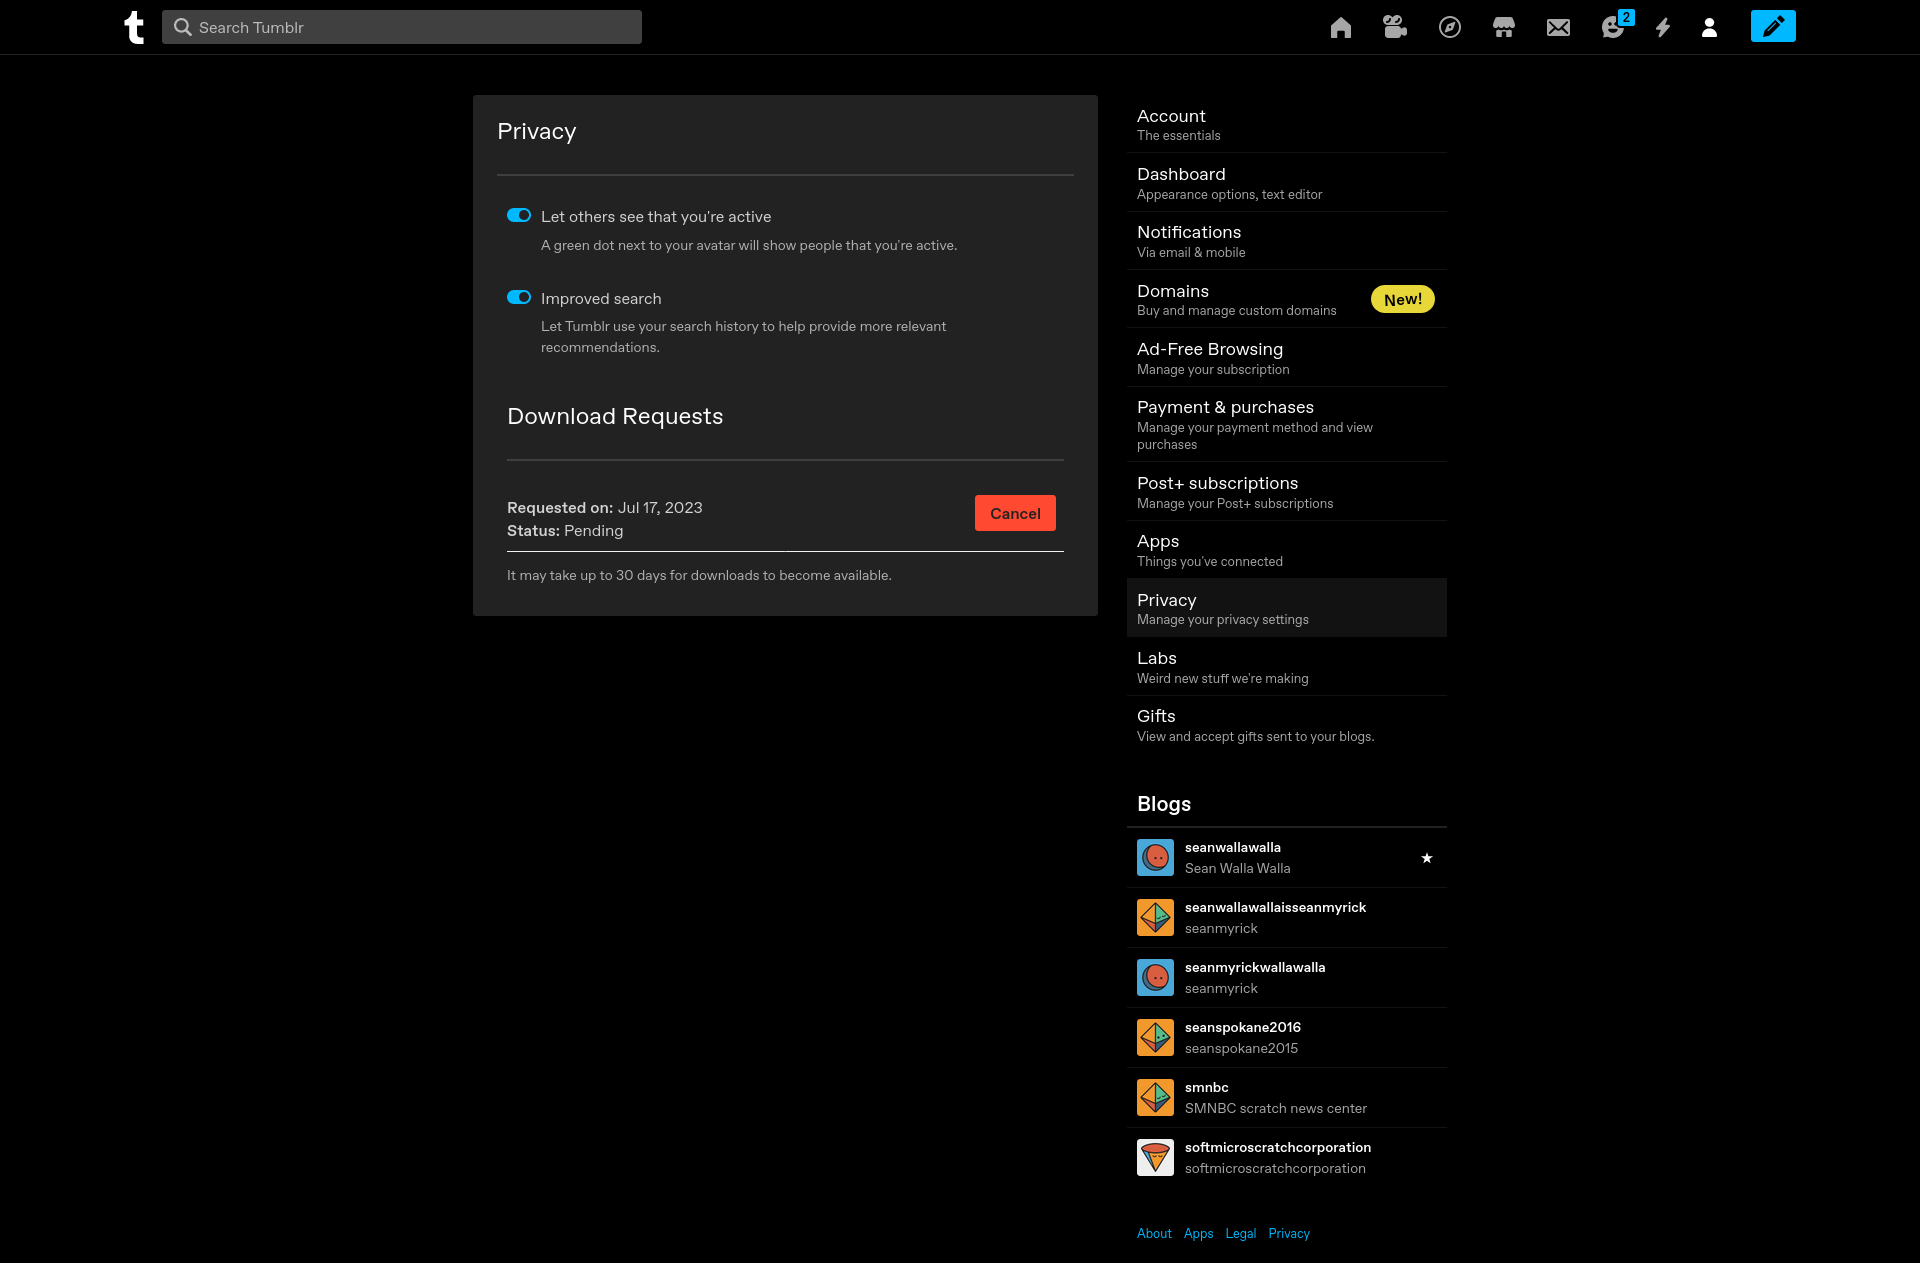 t
Search Tumblr
2
Privacy
Let others see that you're active
A green dot next to your avatar will show people that you're active.
Improved search
Let Tumblr use your search history to help provide more relevant
recommendations.
Download Requests
Requested on: Jul 17, 2023
Status: Pending
Cancel
It may take up to 30 days for downloads to become available.
Account
The essentials
Dashboard
Appearance options, text editor
Notifications
Via email & mobile
Domains
Buy and manage custom domains
New!
Ad-Free Browsing
Manage your subscription
Payment & purchases
Manage your payment method and view
purchases
Post+ subscriptions
Manage your Post+ subscriptions
Apps
Things you've connected
Privacy
Manage your privacy settings
Labs
Weird new stuff we're making
Gifts
View and accept gifts sent to your blogs.
Blogs
seanwallawalla
Sean Walla Walla
seanwallawallaisseanmyrick
seanmyrick
seanmyrickwallawalla
seanmyrick
seanspokane2016
seanspokane2015
smnbc
SMNBC scratch news center
softmicroscratchcorporation
softmicroscratchcorporation
About Apps Legal Privacy